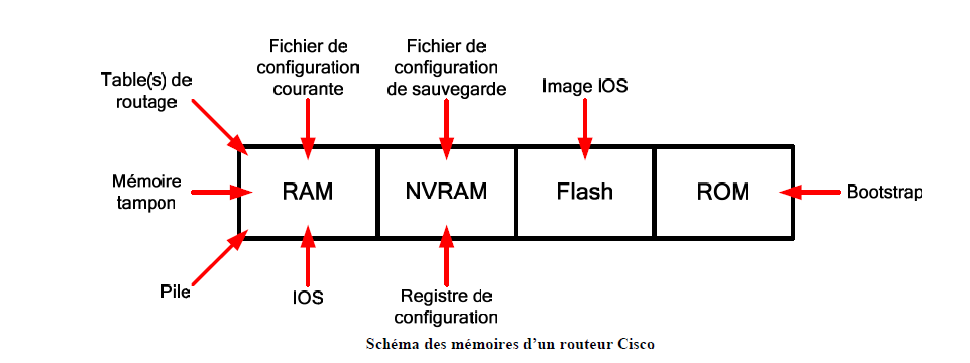 Fichier de
configuration
courante
Fichier de
configuration
de sauvegarde
Image IOS
Table(s) de
routage
Mémoire
tampon
RAM
NVRAM
Flash
ROM
Bootstrap
Pile
IOS
Registre de
configuration
Schéma des mémoires d'un routeur Cisco